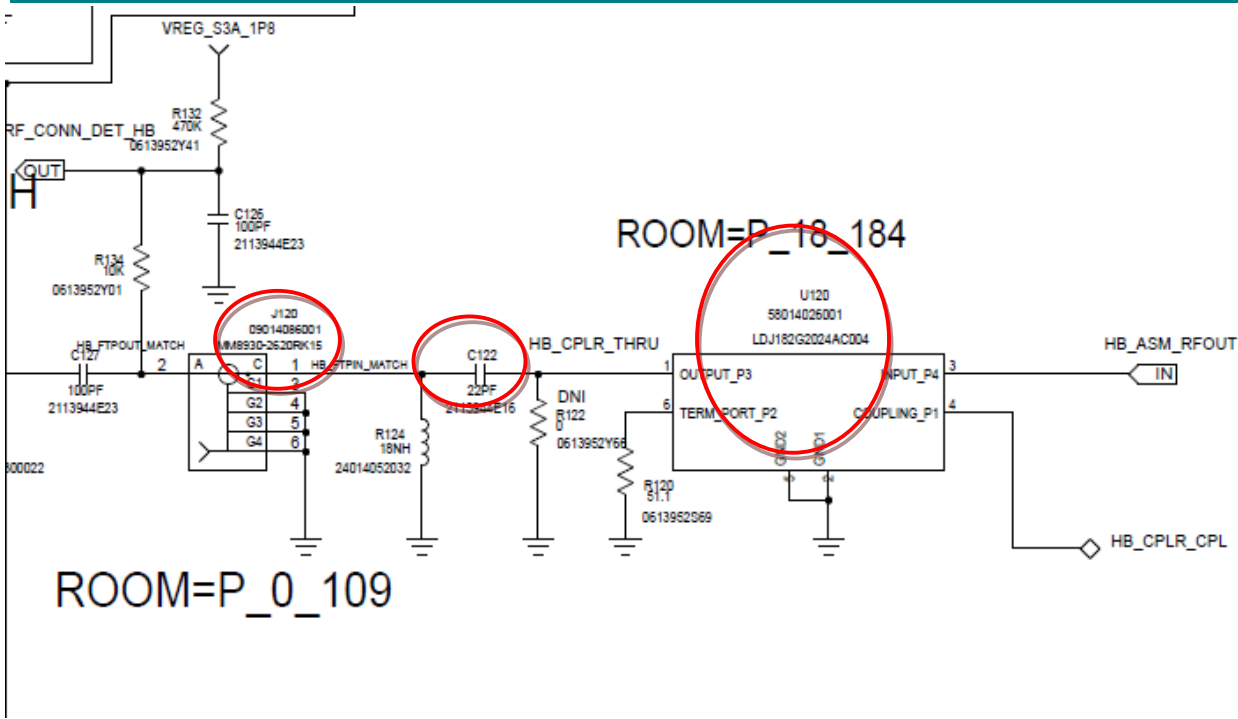 VREG_S3A_1P8
R132
470K
0613952Y41
RF_CONN_DET_HB
OUT
H
C126
100PF
2113944E23
R134
10K
0613952Y01
ROOM=P_18_184
U120
58014026001
LDJ182G2024AC004
J120
09014086001
MM8930-2620RK15
HB_FTPOUT_MATCH
C127
100PF
2113944E23
2
A
C
G1
G2
G3
G4
1
3
4
5
6
HB_FTPIN_MATCH
C122
22PF
2113944E16
HB_CPLR_THRU
DNI
R122
0
0613952Y66
R124
18NH
24014052032
R120
51.1
0613952S69
1
6
OUTPUT_P3
TERM_PORT_P2
INPUT_P4
COUPLING_P1
GND2
GND1
5
2
3
4
HB_ASM_RFOUT
IN
HB_CPLR_CPL
300022
ROOM=P_0_109